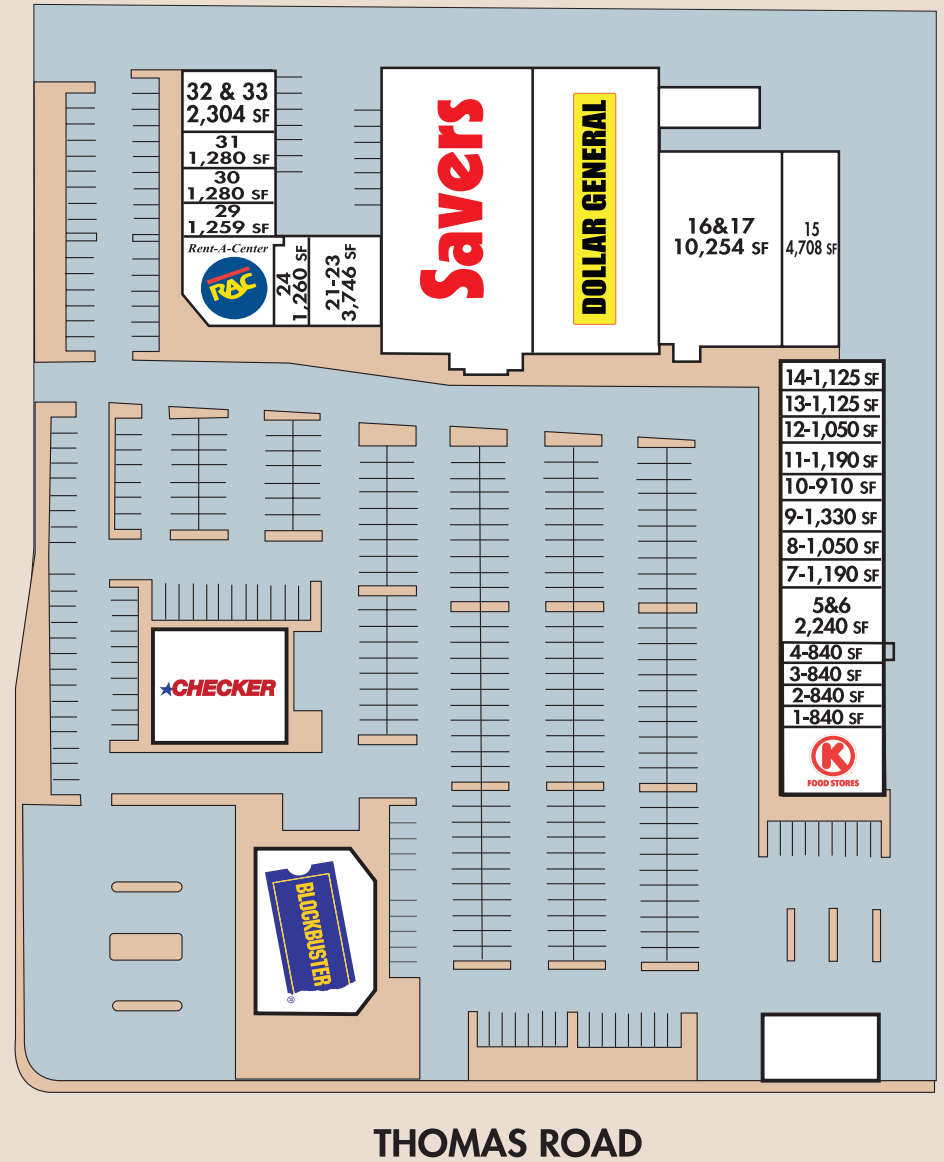 32 & 33
2,304 SF
31
1,280 SF
30
1,280 SF
29
1,259 SF
Rent-A-Center
RAC
24
1,260 SF
21-23
3,746 SF
Savers
DOLLAR GENERAL
16&17
10,254 SF
15
4,708 SF
14-1,125 SF
13-1,125 SF
12-1,050 SF
11-1,190 SF
10-910 SF
9-1,330 SF
8-1,050 SF
7-1,190 SF
5&6
2,240 SF
4-840 SF
3-840 SF
2-840 SF
1-840 SF
K
FOOD STORES
CHECKER
BLOCKBUSTER
®
THOMAS ROAD